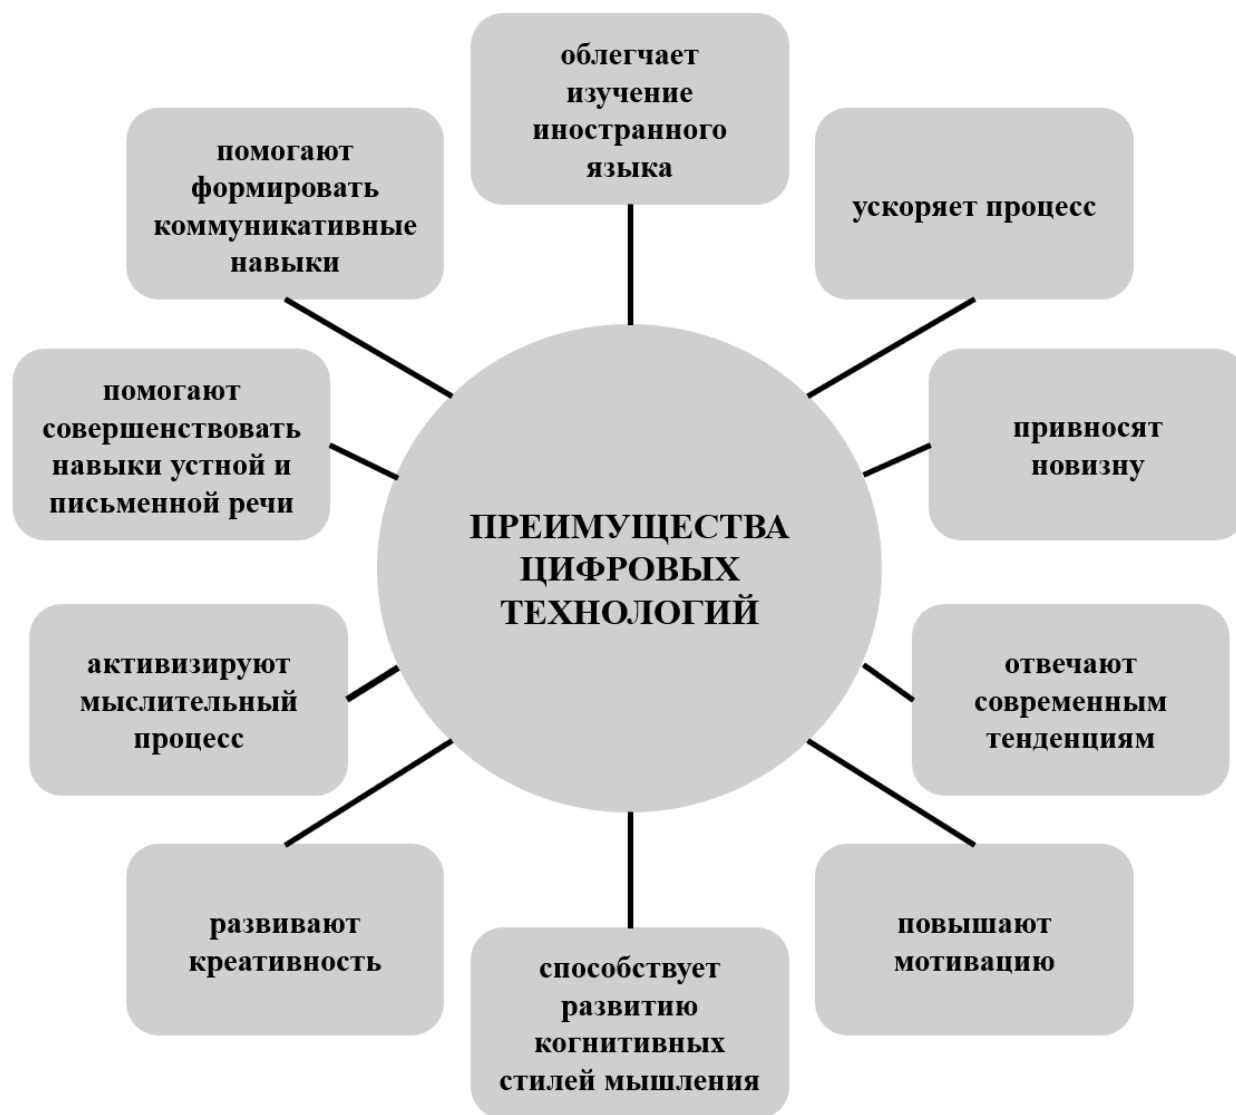 облегчает
изучение
иностранного
языка
ускоряет процесс
привносят
новизну
отвечают
современным
тенденциям
повышают
мотивацию
способствует
развитию
когнитивных
стилей мышления
развивают
креативность
активизируют
мыслительный
процесс
помогают
совершенствовать
навыки устной и
письменной речи
помогают
формировать
коммуникативные
навыки
ПРЕИМУЩЕСТВА
ЦИФРОВЫХ
ТЕХНОЛОГИЙ